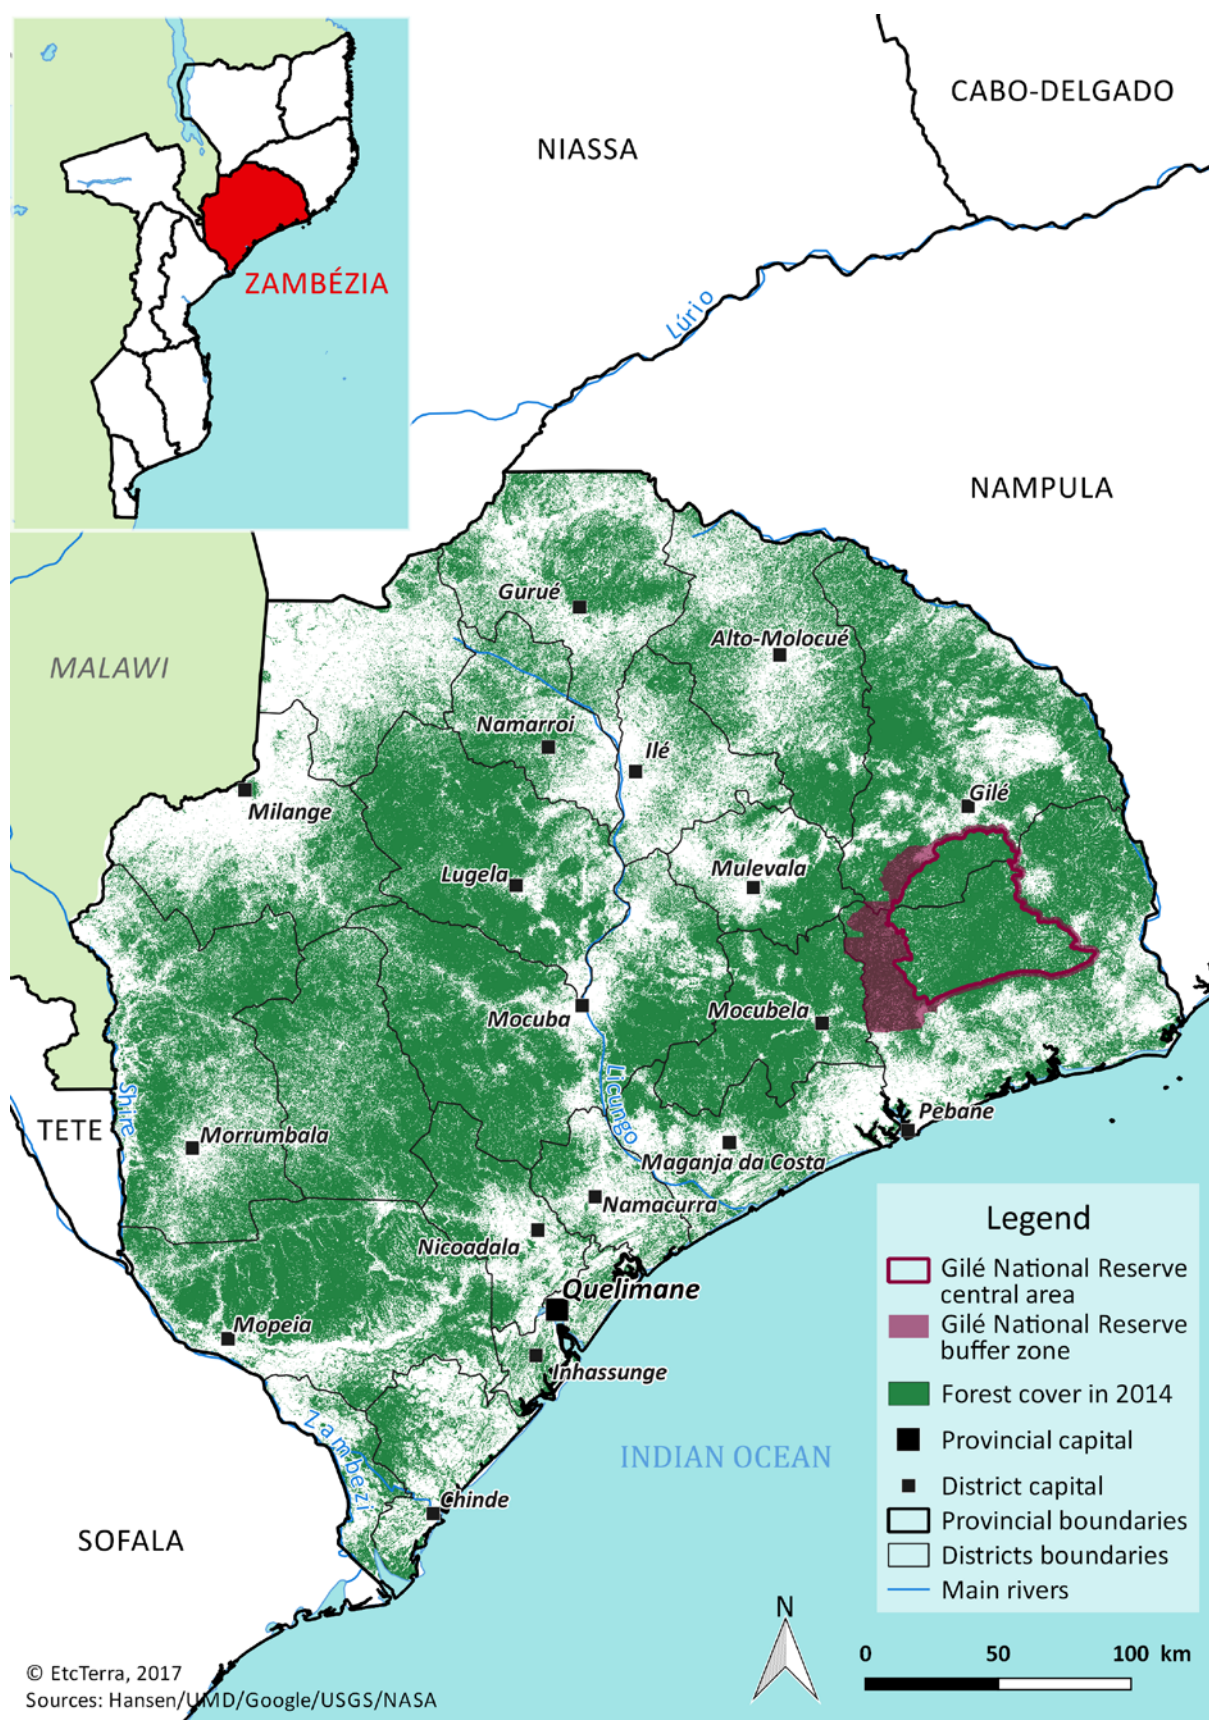 CABO-DELGADO
NIASSA
ZAMBÉZIA
Lúrio
NAMPULA
Gurué
Alto-Molocué
MALAWI
Namarroi
Ilé
Gilé
Milange
Lugela
Mulevala
Mocuba
Mocubela
Licungo
Shire
Pebane
TETE
Morrumbala
Maganja da Costa
Namacurra
Nicoadala
Quelimane
Mopeia
Inhassunge
Zambezi
INDIAN OCEAN
Chinde
SOFALA
Legend
Gilé National Reserve
central area
Gilé National Reserve
buffer zone
Forest cover in 2014
Provincial capital
District capital
Provincial boundaries
Districts boundaries
Main rivers
N
0 50 100 km
© EtcTerra, 2017
Sources: Hansen/UMD/Google/USGS/NASA